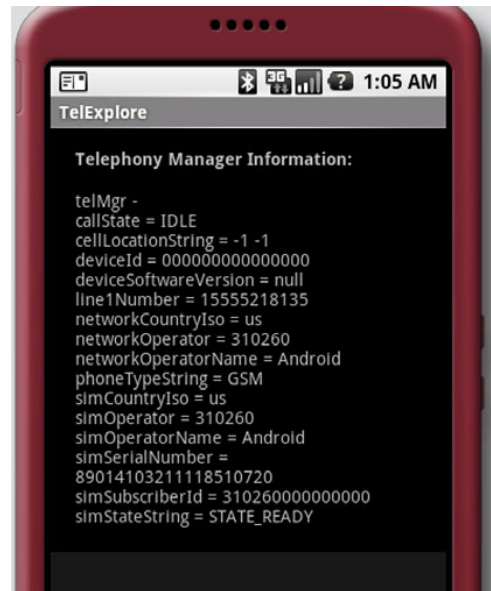 3G 1:05 AM
TelExplore
Telephony Manager Information:
telMgr -
callState = IDLE
cellLocationString = -1 -1
deviceId = 000000000000000
deviceSoftwareVersion = null
line1Number = 15555218135
networkCountryIso = us
networkOperator = 310260
networkOperatorName = Android
phoneTypeString = GSM
simCountryIso = us
simOperator = 310260
simOperatorName = Android
simSerialNumber =
89014103211118510720
simSubscriberId = 310260000000000
simStateString = STATE_READY